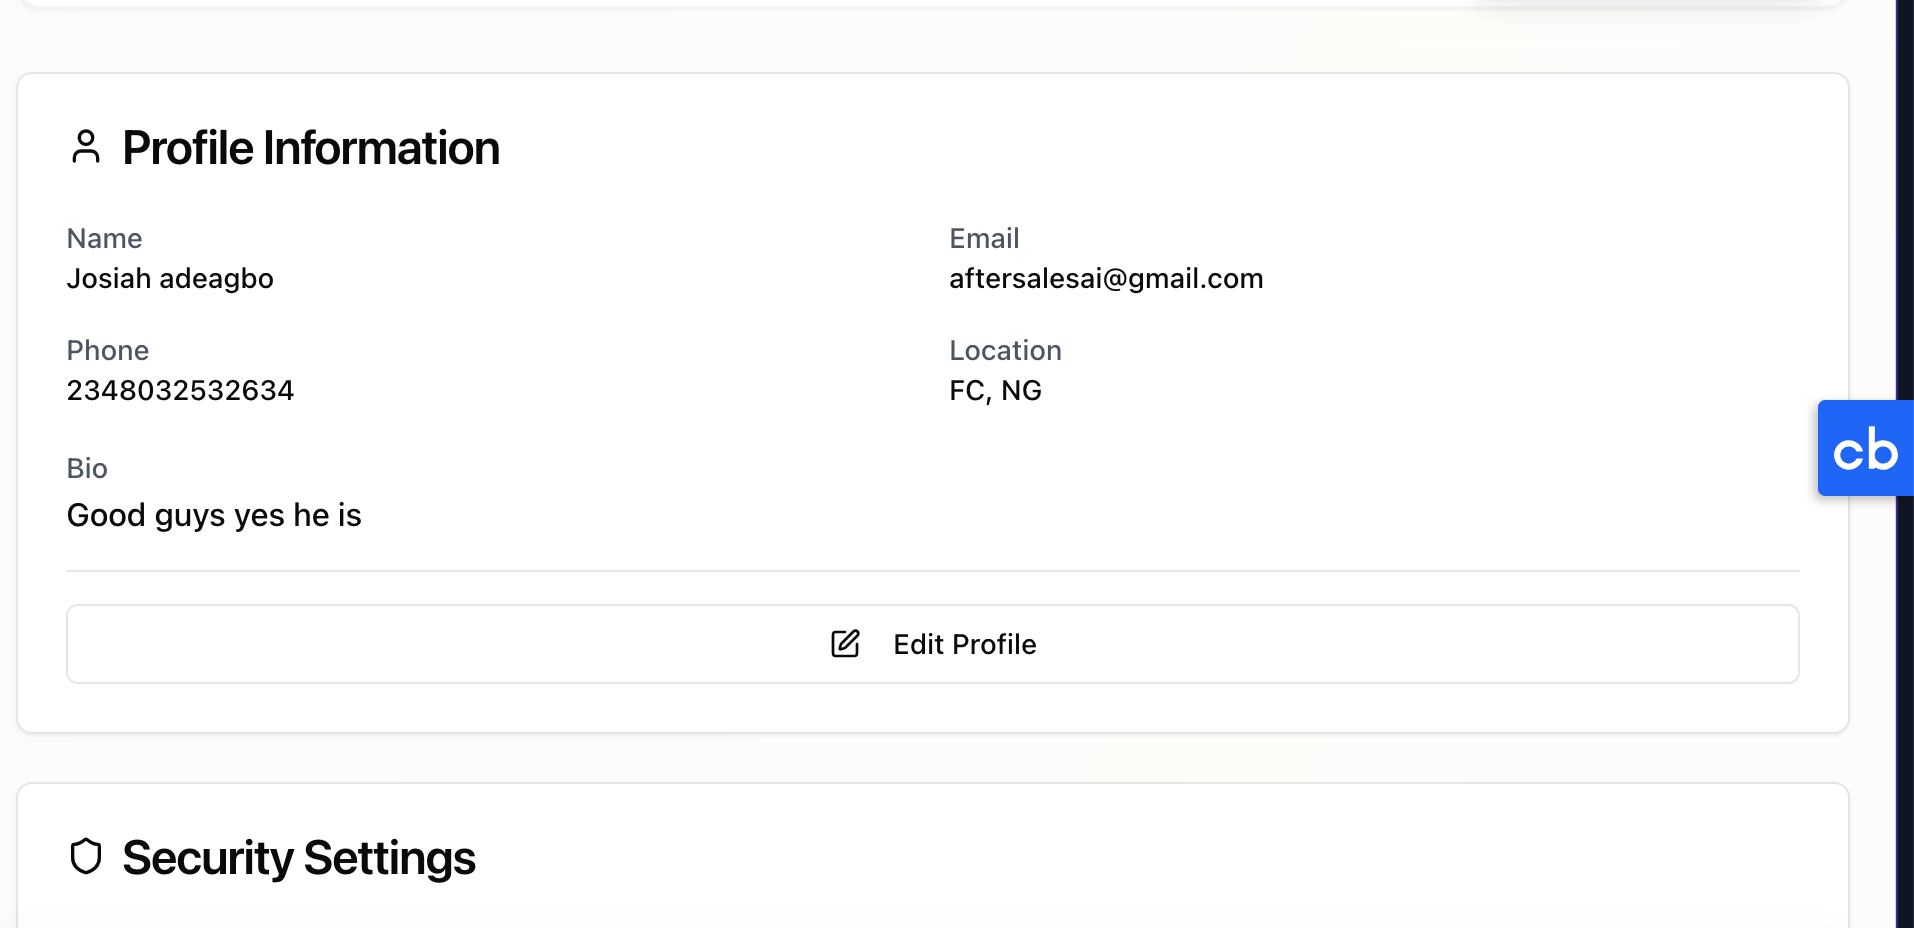 Profile Information
Name
Josiah adeagbo
Email
aftersalesai@gmail.com
Phone
2348032532634
Location
FC, NG
Bio
Good guys yes he is
Edit Profile
cb
Security Settings